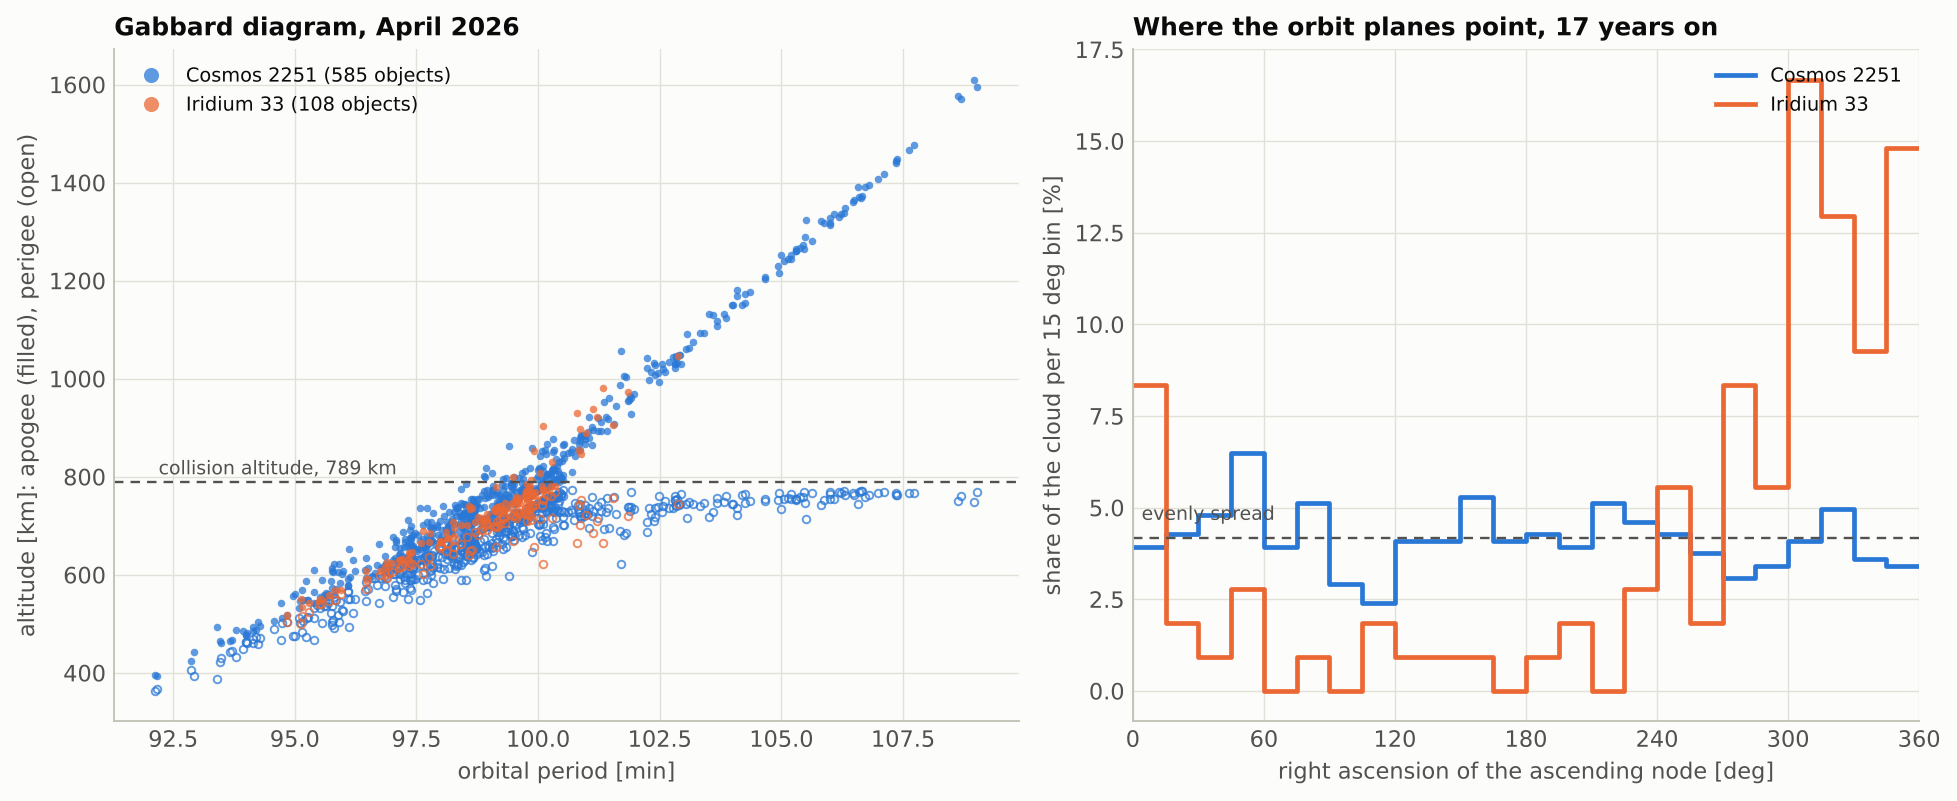 Gabbard diagram, April 2026
altitude [km]: apogee (filled), perigee (open)
1600
1400
1200
1000
800
600
400
Cosmos 2251 (585 objects)
Iridium 33 (108 objects)
collision altitude, 789 km
92.5 95.0 97.5 100.0 102.5 105.0 107.5
orbital period [min]
Where the orbit planes point, 17 years on
share of the cloud per 15 deg bin [%]
17.5
15.0
12.5
10.0
7.5
5.0
2.5
0.0
Cosmos 2251
Iridium 33
evenly spread
0 60 120 180 240 300 360
right ascension of the ascending node [deg]